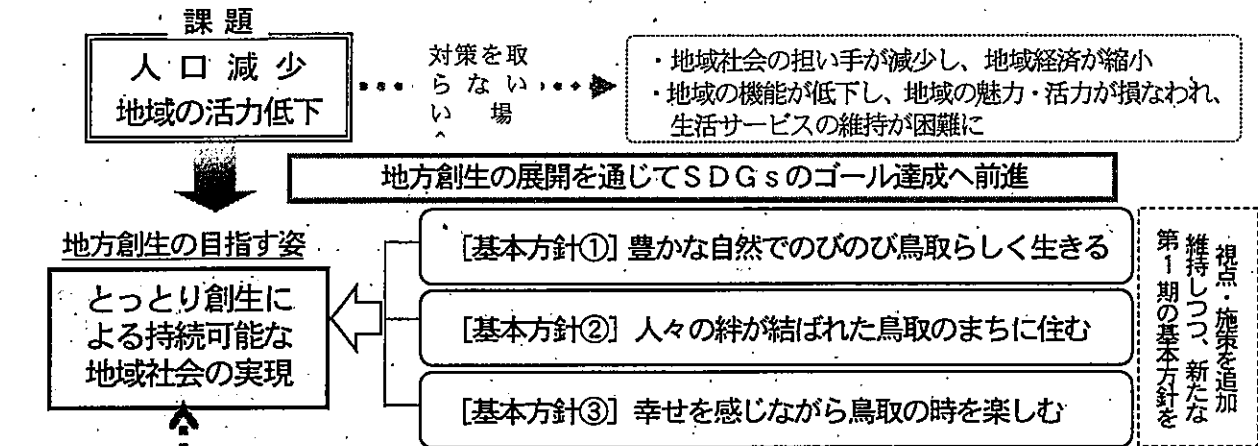 課題
人口減少
地域の活力低下
対策を取
らない
い場
・地域社会の担い手が減少し、地域経済が縮小
・地域の機能が低下し、地域の魅力・活力が損なわれ、
生活サービスの維持が困難に
地方創生の展開を通じてSDGsのゴール達成へ前進
地方創生の目指す姿
とっとり創生に
よる持続可能な
地域社会の実現
[基本方針①] 豊かな自然でのびのび鳥取らしく生きる
[基本方針②] 人々の絆が結ばれた鳥取のまちに住む
[基本方針③] 幸せを感じながら鳥取の時を楽しむ
第1期の基本方針を
維持しつつ、新たな
視点・施策を追加